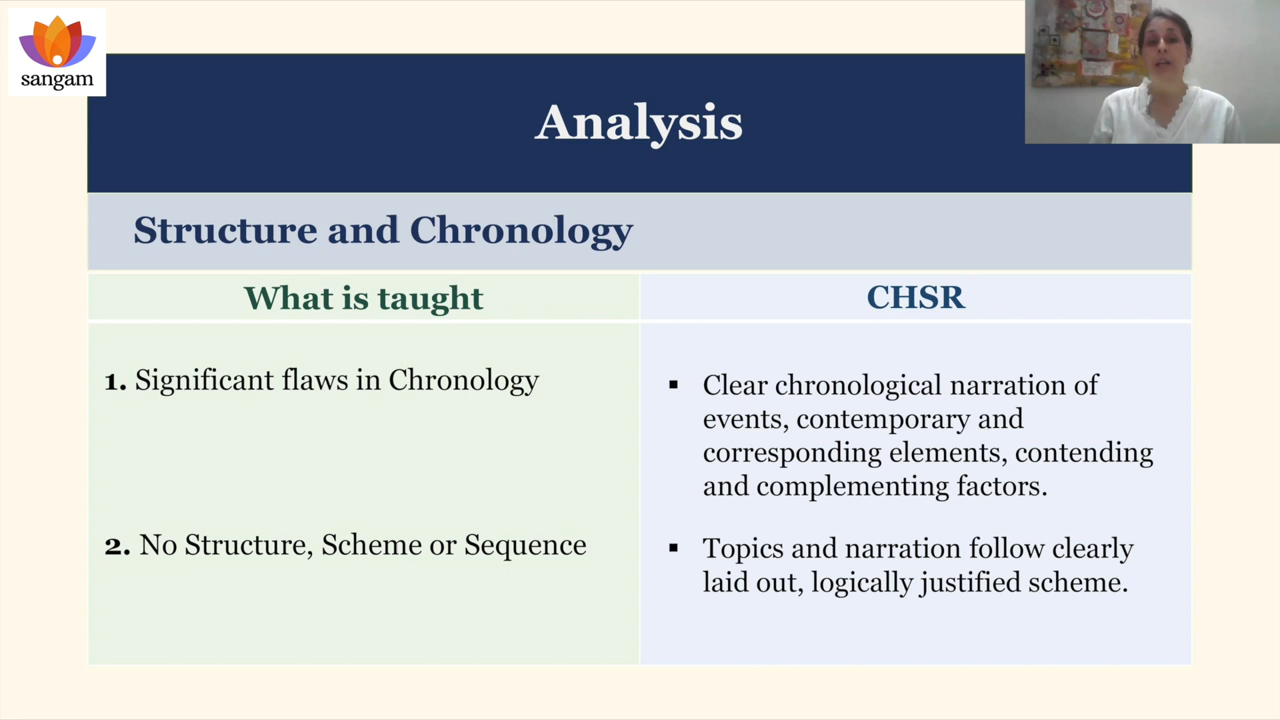 sangam
Analysis
Structure and Chronology
What is taught
CHSR
1. Significant flaws in Chronology
▪ Clear chronological narration of
events, contemporary and
corresponding elements, contending
and complementing factors.
2. No Structure, Scheme or Sequence
▪ Topics and narration follow clearly
laid out, logically justified scheme.